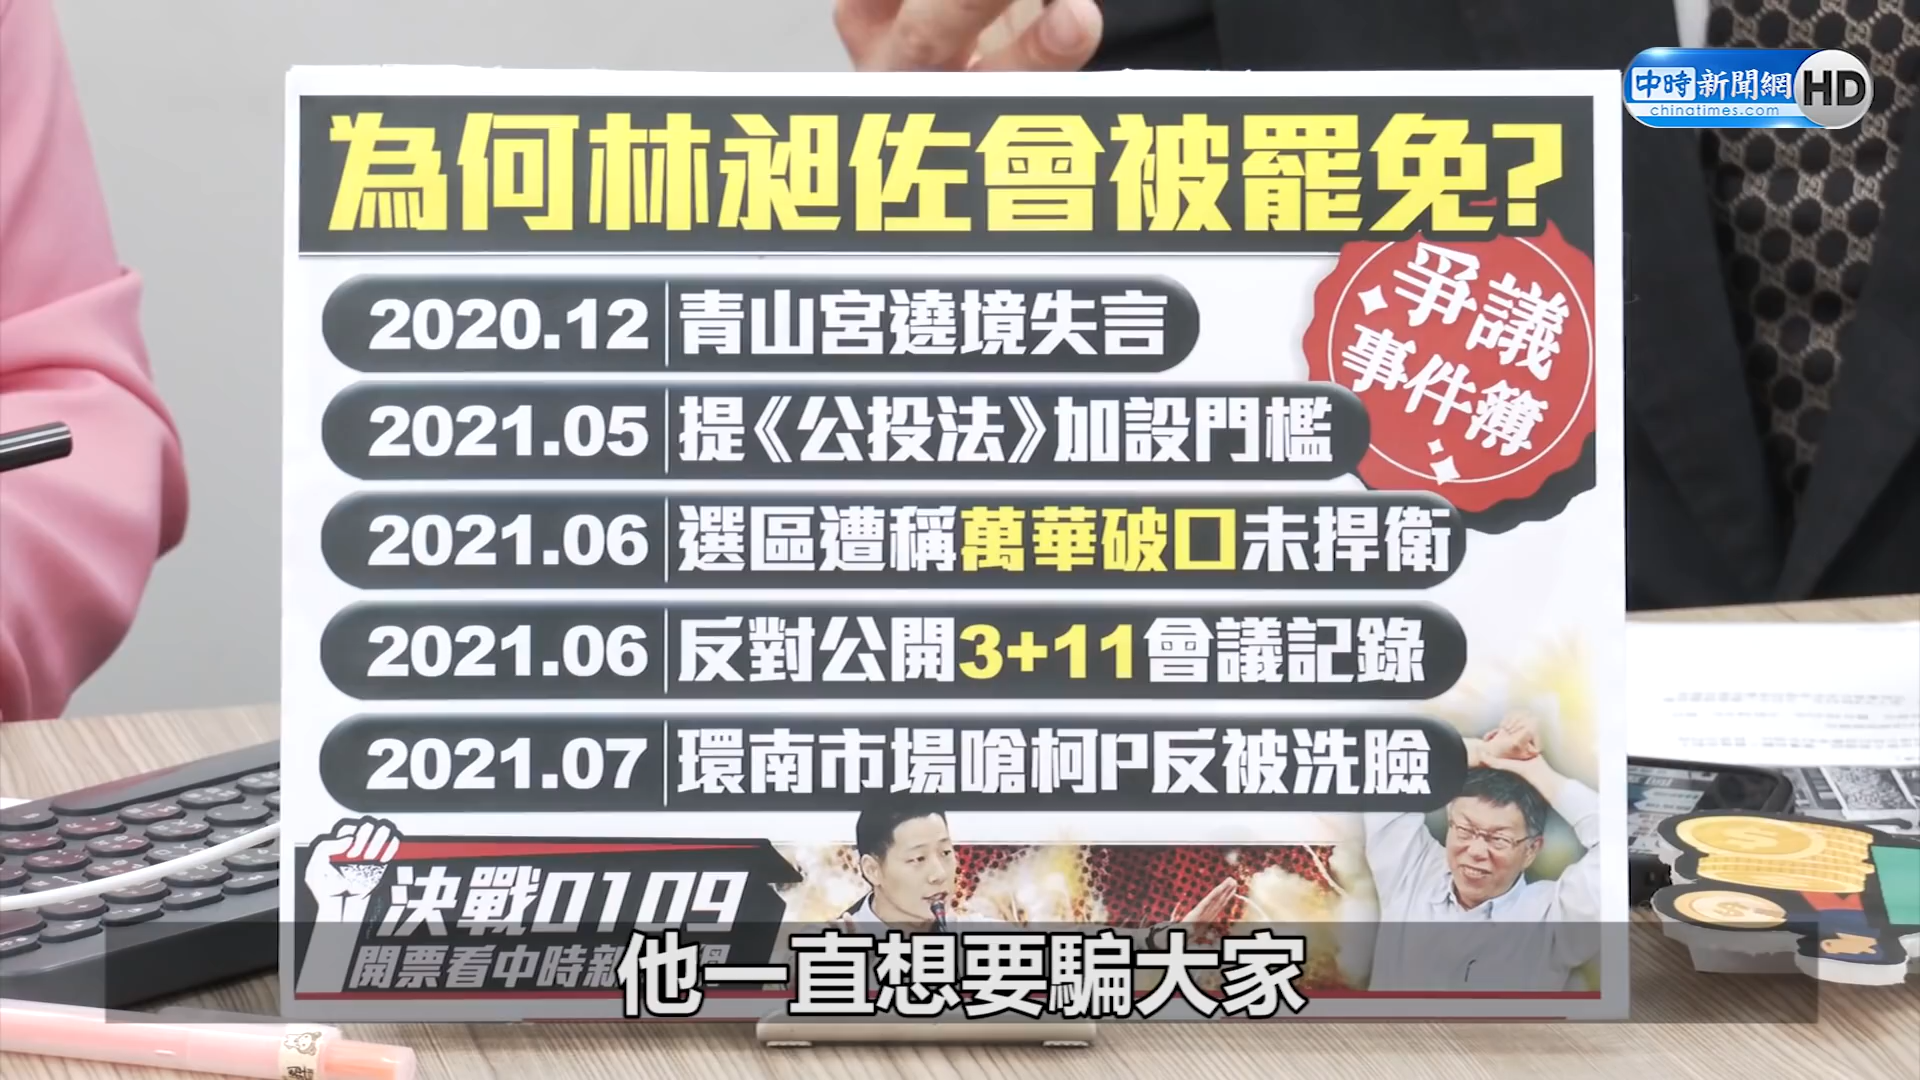 中時新聞網HD
chinatimes.com
為何林昶佐會被罷免?
爭議
事件簿
2020.12 青山宮遶境失言
2021.05 提《公投法》加設門檻
2021.06 選區遭稱萬華破口未捍衛
2021.06 反對公開3+11會議記錄
2021.07 環南市場嗆柯P反被洗臉
決戰0109
開票看中時新聞網
他一直想要騙大家